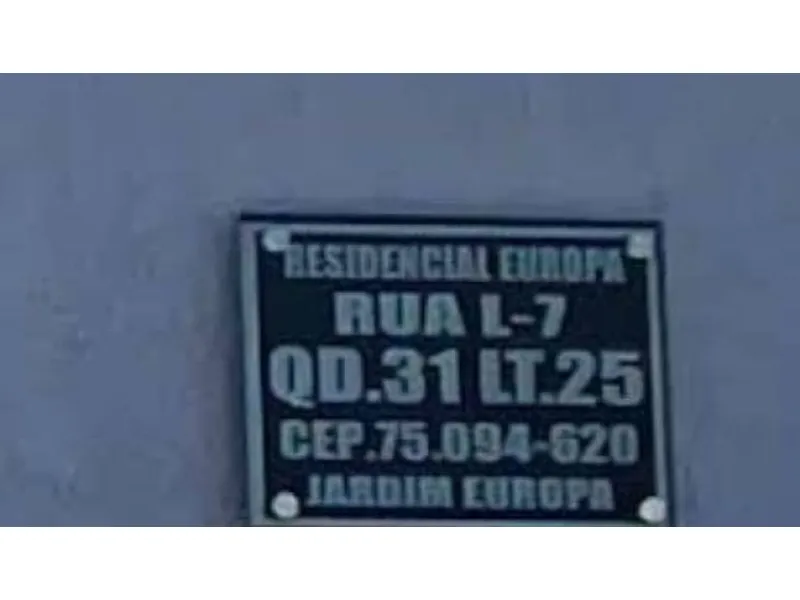 RESIDENCIAL EUROPA
RUA L-7
QD.31 LT.25
CEP.75.094-620
JARDIM EUROPA